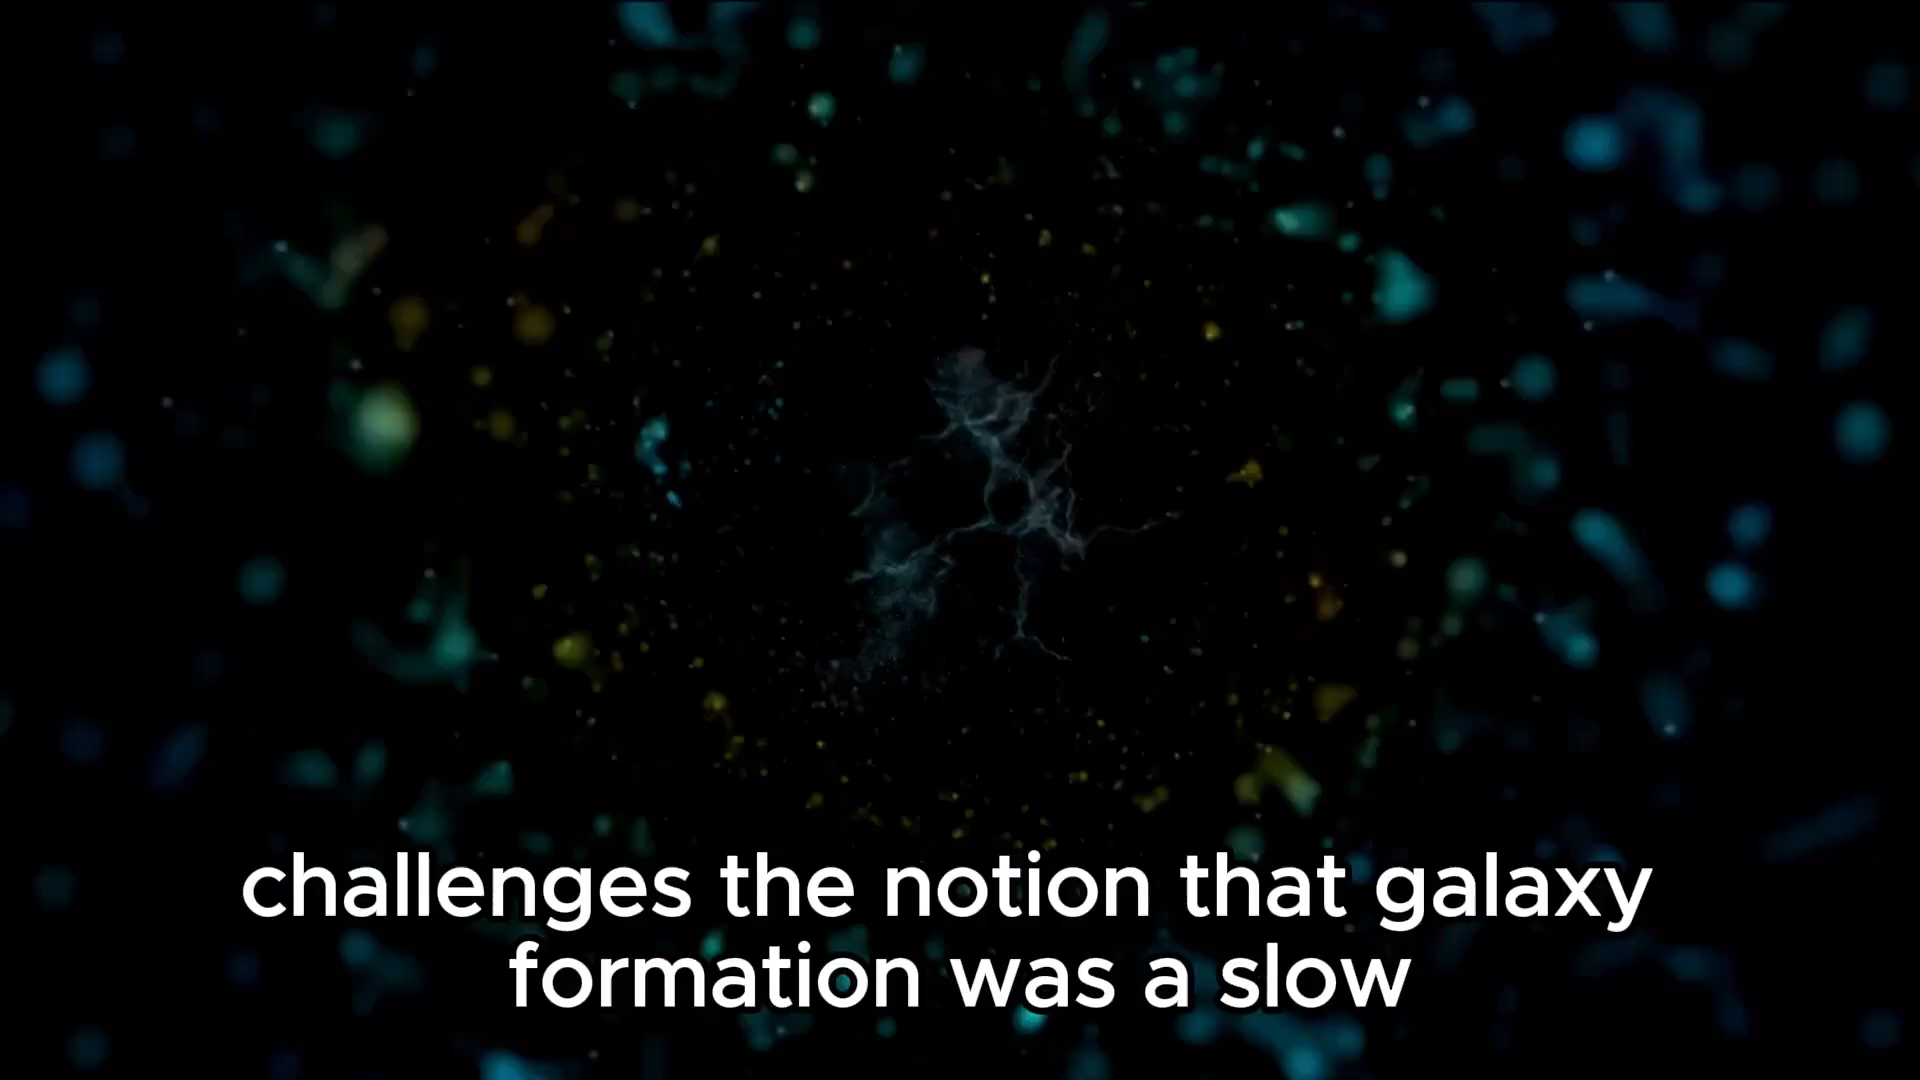 challenges the notion that galaxy
formation was a slow